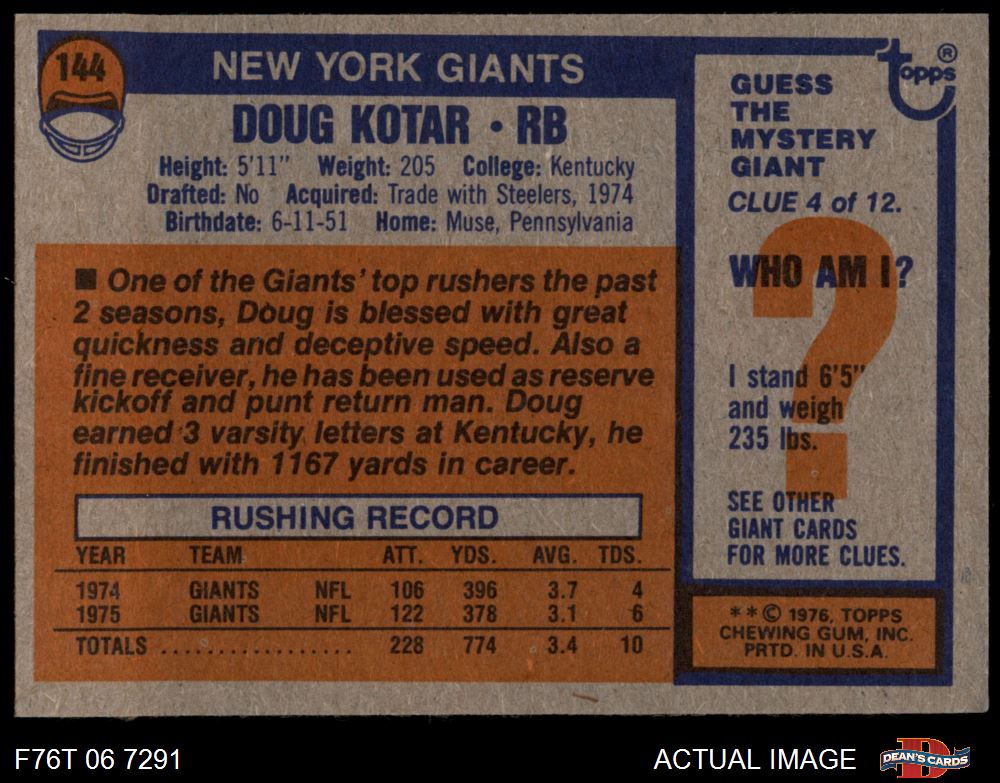 144
NEW YORK GIANTS
DOUG KOTAR • RB
Height: 5'11" Weight: 205 College: Kentucky
Drafted: No Acquired: Trade with Steelers, 1974
Birthdate: 6-11-51 Home: Muse, Pennsylvania
■ One of the Giants' top rushers the past
2 seasons, Doug is blessed with great
quickness and deceptive speed. Also a
fine receiver, he has been used as reserve
kickoff and punt return man. Doug
earned 3 varsity letters at Kentucky, he
finished with 1167 yards in career.
RUSHING RECORD
YEAR TEAM ATT. YDS. AVG. TDS.
1974 GIANTS NFL 106 396 3.7 4
1975 GIANTS NFL 122 378 3.1 6
TOTALS .................. 228 774 3.4 10
topps ®
GUESS
THE
MYSTERY
GIANT
CLUE 4 of 12.
?
WHO AM I?
I stand 6'5"
and weigh
235 lbs.
SEE OTHER
GIANT CARDS
FOR MORE CLUES.
**© 1976, TOPPS
CHEWING GUM, INC.
PRTD. IN U.S.A.
F76T 06 7291
ACTUAL IMAGE
D
DEAN'S CARDS